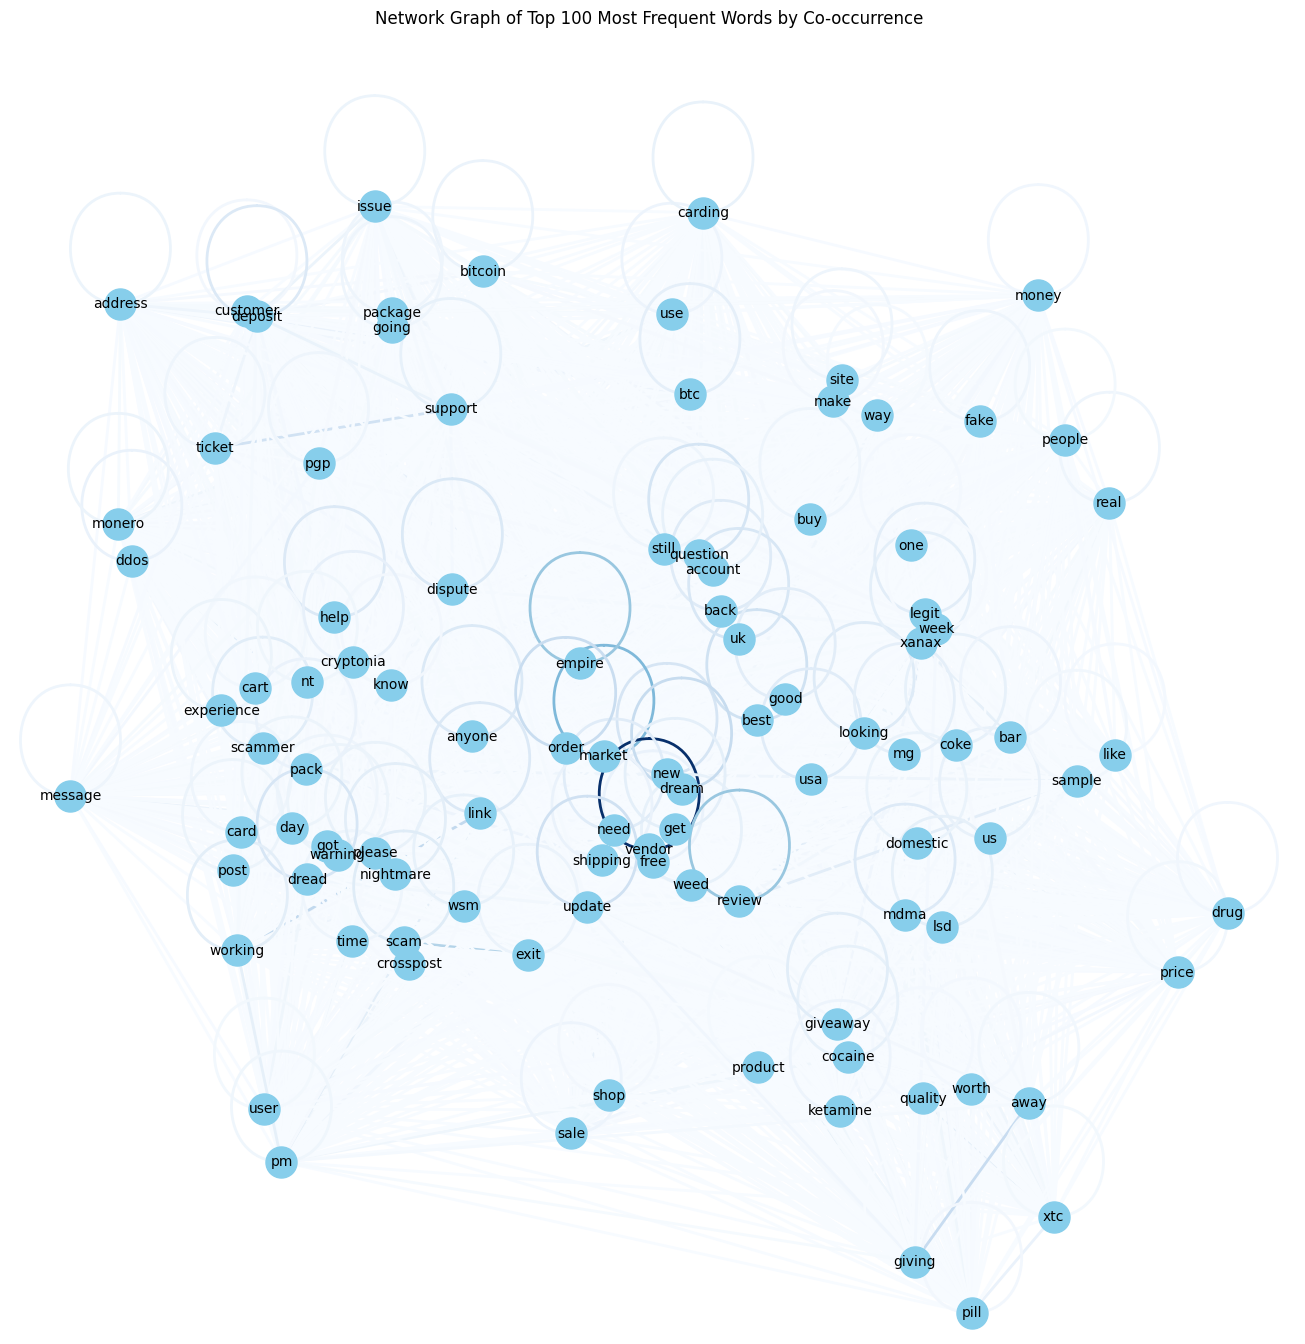 Network Graph of Top 100 Most Frequent Words by Co-occurrence
issue
carding
bitcoin
money
address
customer
deposit
package
going
use
site
make
way
btc
support
fake
people
ticket
pgp
real
monero
buy
ddos
still
question
account
one
dispute
help
back
legit
week
uk
xanax
cryptonia
empire
cart
nt
know
experience
good
best
scammer
anyone
order
market
looking
mg
coke
bar
like
pack
message
new
dream
usa
sample
link
card
day
need
get
us
domestic
got
warning
please
vendor
free
shipping
post
dread
nightmare
weed
review
wsm
update
mdma
lsd
drug
working
time
scam
crosspost
exit
price
giveaway
cocaine
product
user
shop
ketamine
quality
worth
away
sale
pm
xtc
giving
pill